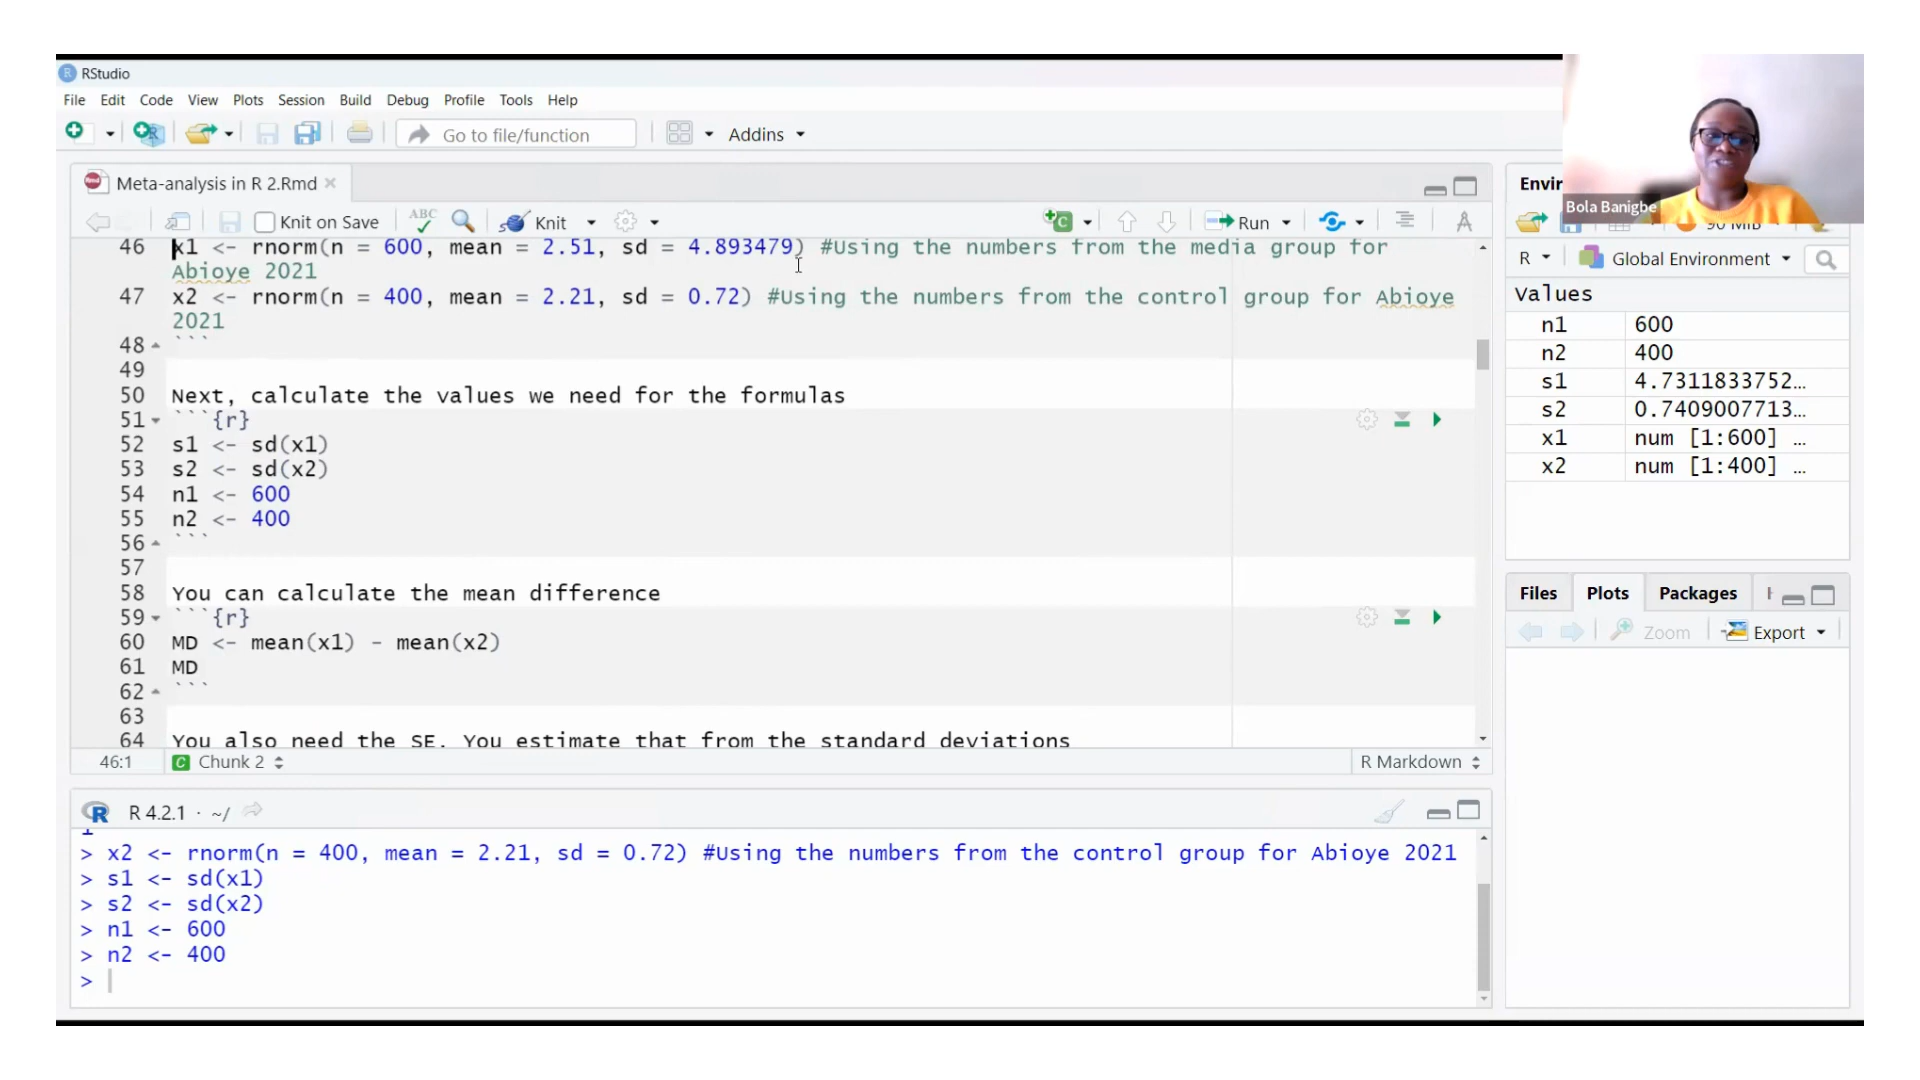 RStudio
File Edit Code View Plots Session Build Debug Profile Tools Help
Go to file/function Addins
Meta-analysis in R 2.Rmd
Knit on Save ABC Knit Run
46 x1 <- rnorm(n = 600, mean = 2.51, sd = 4.893479) #Using the numbers from the media group for
Abioye 2021
47 x2 <- rnorm(n = 400, mean = 2.21, sd = 0.72) #Using the numbers from the control group for Abioye
2021
48 ```
49
50 Next, calculate the values we need for the formulas
51 ```{r}
52 s1 <- sd(x1)
53 s2 <- sd(x2)
54 n1 <- 600
55 n2 <- 400
56 ```
57
58 You can calculate the mean difference
59 ```{r}
60 MD <- mean(x1) - mean(x2)
61 MD
62 ```
63
64 You also need the SE. You estimate that from the standard deviations
46:1 Chunk 2 R Markdown
R 4.2.1 · ~/
> x2 <- rnorm(n = 400, mean = 2.21, sd = 0.72) #Using the numbers from the control group for Abioye 2021
> s1 <- sd(x1)
> s2 <- sd(x2)
> n1 <- 600
> n2 <- 400
>
Bola Banigbe
90 MiB
R Global Environment
Values
n1 600
n2 400
s1 4.7311833752...
s2 0.7409007713...
x1 num [1:600] ...
x2 num [1:400] ...
Files Plots Packages
Zoom Export